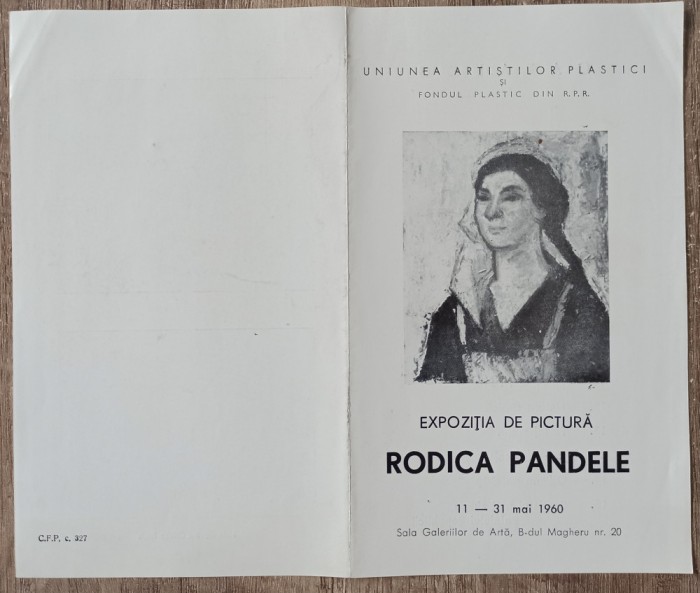 UNIUNEA ARTIȘTILOR PLASTICI
ȘI
FONDUL PLASTIC DIN R.P.R.
EXPOZIȚIA DE PICTURĂ
RODICA PANDELE
11 — 31 mai 1960
Sala Galeriilor de Artă, B-dul Magheru nr. 20
C.F.P. c. 327